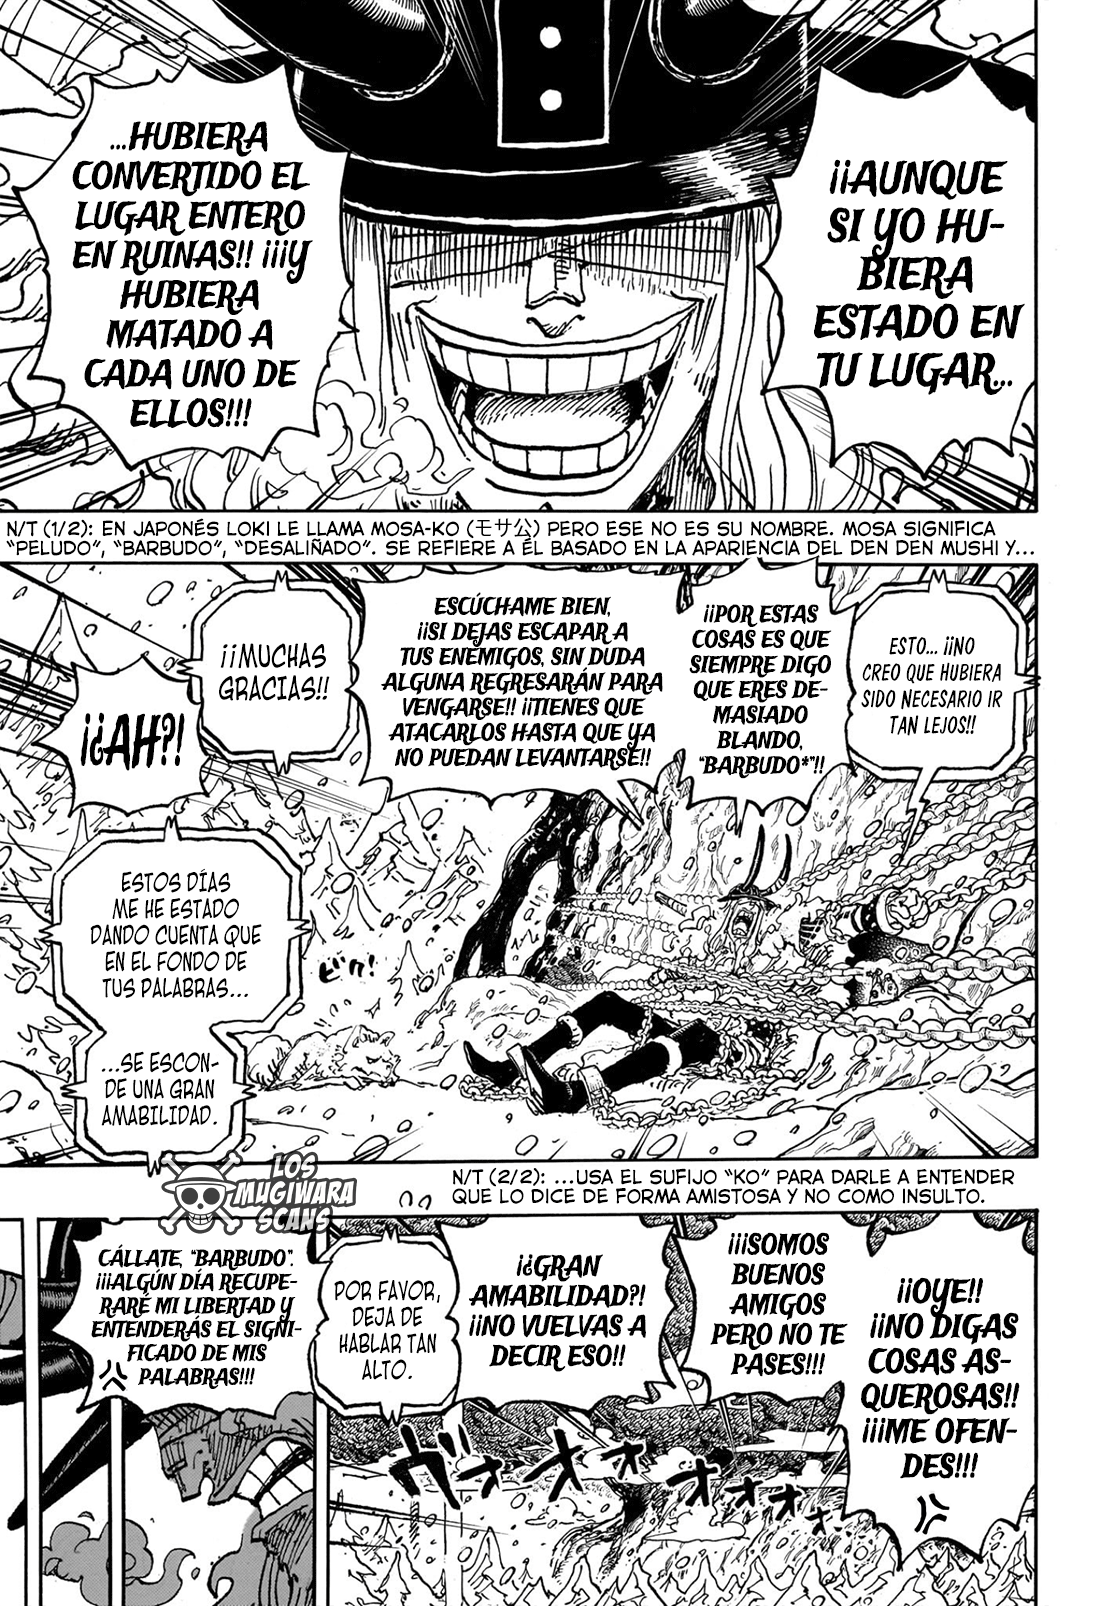 ¡¡AUNQUE
SI YO HU-
BIERA
ESTADO EN
TU LUGAR...
...HUBIERA
CONVERTIDO EL
LUGAR ENTERO
EN RUINAS!! ¡¡¡Y
HUBIERA
MATADO A
CADA UNO DE
ELLOS!!!
N/T (1/2): EN JAPONÉS LOKI LE LLAMA MOSA-KO (モサ公) PERO ESE NO ES SU NOMBRE. MOSA SIGNIFICA
"PELUDO", "BARBUDO", "DESALIÑADO". SE REFIERE A ÉL BASADO EN LA APARIENCIA DEL DEN DEN MUSHI Y...
ESTO... ¡¡NO
CREO QUE HUBIERA
SIDO NECESARIO IR
TAN LEJOS!!
¡¡POR ESTAS
COSAS ES QUE
SIEMPRE DIGO
QUE ERES DE-
MASIADO
BLANDO,
"BARBUDO*"!!
ESCÚCHAME BIEN,
¡¡SI DEJAS ESCAPAR A
TUS ENEMIGOS, SIN DUDA
ALGUNA REGRESARÁN PARA
VENGARSE!! ¡¡TIENES QUE
ATACARLOS HASTA QUE YA
NO PUEDAN LEVANTARSE!!
¡¡MUCHAS
GRACIAS!!
¡¿AH?!
ESTOS DÍAS
ME HE ESTADO
DANDO CUENTA QUE
EN EL FONDO DE
TUS PALABRAS...
...SE ESCON-
DE UNA GRAN
AMABILIDAD.
ビク!
N/T (2/2): ...USA EL SUFIJO "KO" PARA DARLE A ENTENDER
QUE LO DICE DE FORMA AMISTOSA Y NO COMO INSULTO.
LOS
MUGIWARA
SCANS
¡¡OYE!!
¡¡NO DIGAS
COSAS AS-
QUEROSAS!!
¡¡¡ME OFEN-
DES!!!
¡¡¡SOMOS
BUENOS
AMIGOS
PERO NO TE
PASES!!!
¡¿GRAN
AMABILIDAD?!
¡¡NO VUELVAS A
DECIR ESO!!
POR FAVOR,
DEJA DE
HABLAR TAN
ALTO.
CÁLLATE, "BARBUDO".
¡¡¡ALGÚN DÍA RECUPE-
RARÉ MI LIBERTAD Y
ENTENDERÁS EL SIGNI-
FICADO DE MIS
PALABRAS!!!
ヴォオオオオオ